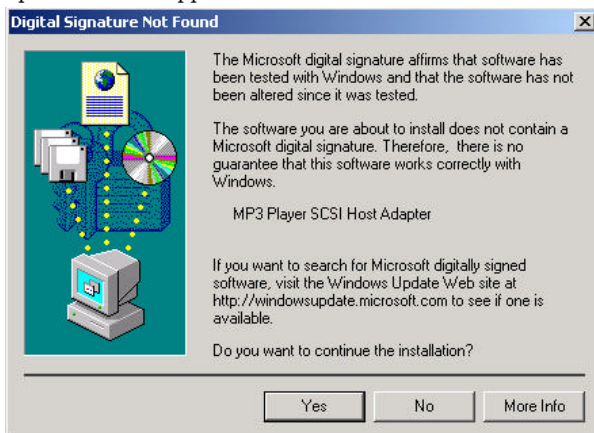 Digital Signature Not Found
The Microsoft digital signature affirms that software has
been tested with Windows and that the software has not
been altered since it was tested.
The software you are about to install does not contain a
Microsoft digital signature. Therefore, there is no
guarantee that this software works correctly with
Windows.
MP3 Player SCSI Host Adapter
If you want to search for Microsoft digitally signed
software, visit the Windows Update Web site at
http://windowsupdate.microsoft.com to see if one is
available.
Do you want to continue the installation?
Yes No More Info